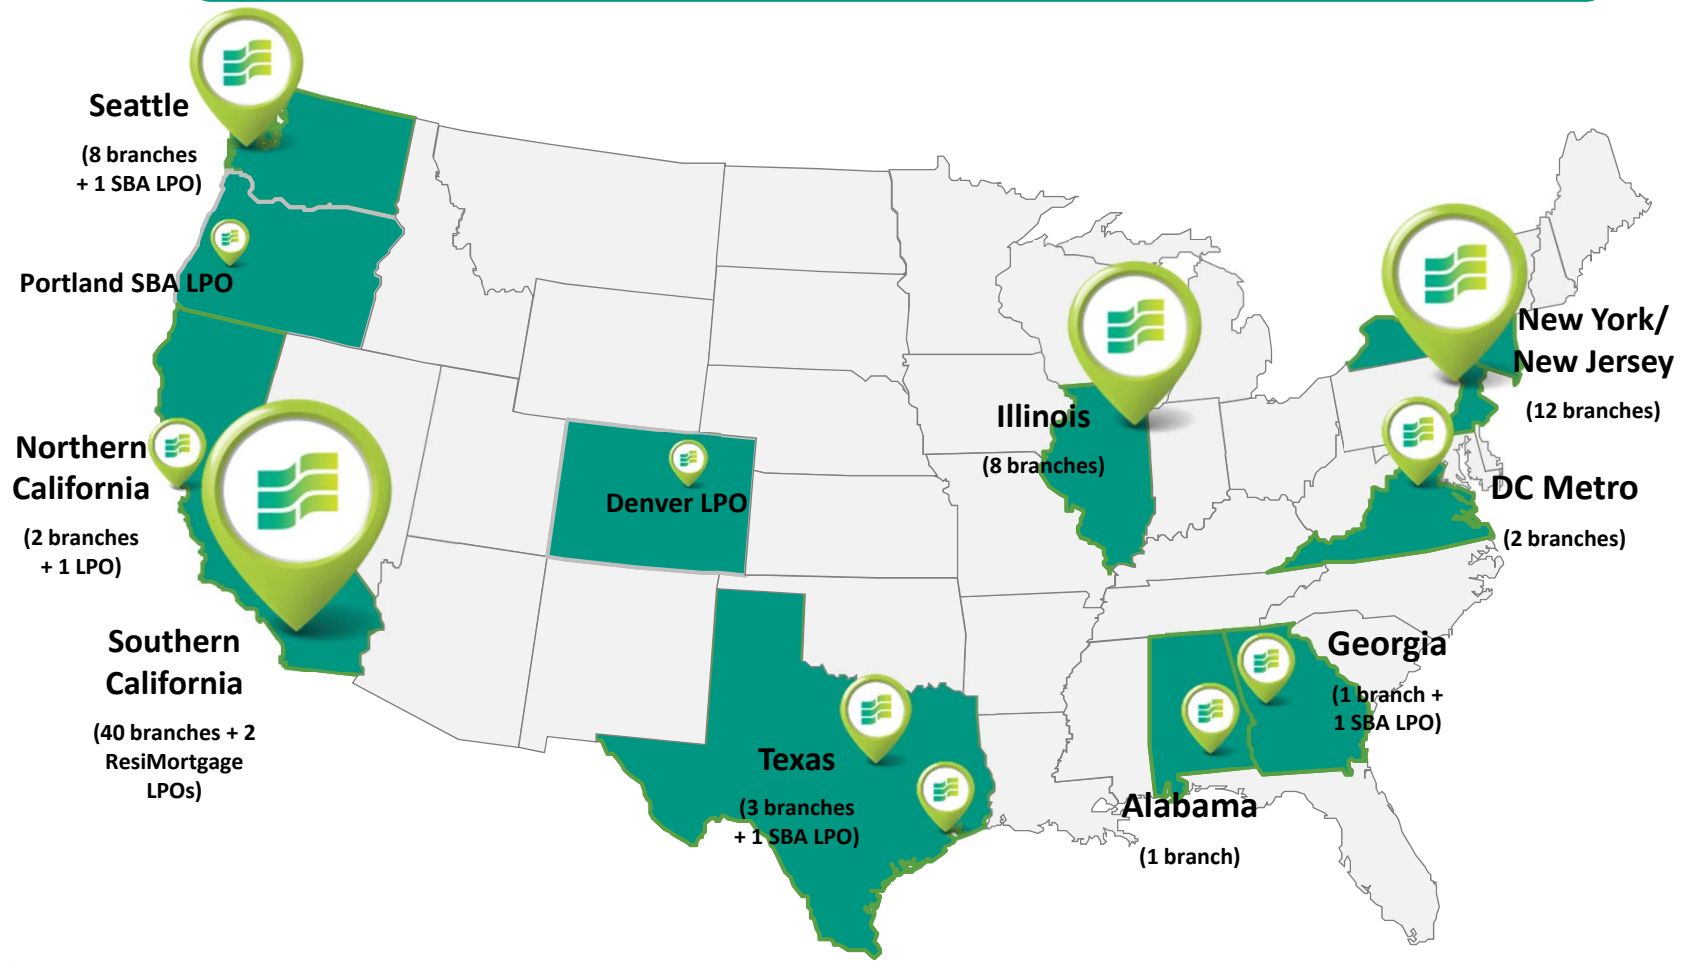 Seattle
(8 branches
+ 1 SBA LPO)
Portland SBA LPO
Northern
California
(2 branches
+ 1 LPO)
Southern
California
(40 branches + 2
ResiMortgage
LPOs)
Denver LPO
Texas
(3 branches
+ 1 SBA LPO)
Illinois
(8 branches)
New York/
New Jersey
(12 branches)
DC Metro
(2 branches)
Georgia
(1 branch +
1 SBA LPO)
Alabama
(1 branch)